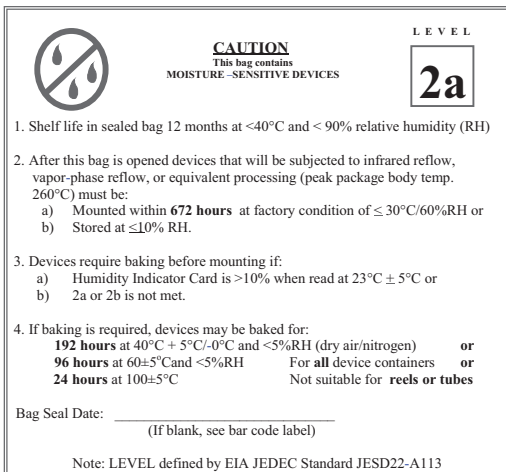 LEVEL
CAUTION
This bag contains
MOISTURE –SENSITIVE DEVICES
2a
1. Shelf life in sealed bag 12 months at <40°C and < 90% relative humidity (RH)
2. After this bag is opened devices that will be subjected to infrared reflow,
vapor-phase reflow, or equivalent processing (peak package body temp.
260°C) must be:
a) Mounted within 672 hours at factory condition of ≤ 30°C/60%RH or
b) Stored at ≤10% RH.
3. Devices require baking before mounting if:
a) Humidity Indicator Card is >10% when read at 23°C ± 5°C or
b) 2a or 2b is not met.
4. If baking is required, devices may be baked for:
192 hours at 40°C + 5°C/-0°C and <5%RH (dry air/nitrogen) or
96 hours at 60±5°Cand <5%RH For all device containers or
24 hours at 100±5°C Not suitable for reels or tubes
Bag Seal Date: ______________________________
(If blank, see bar code label)
Note: LEVEL defined by EIA JEDEC Standard JESD22-A113